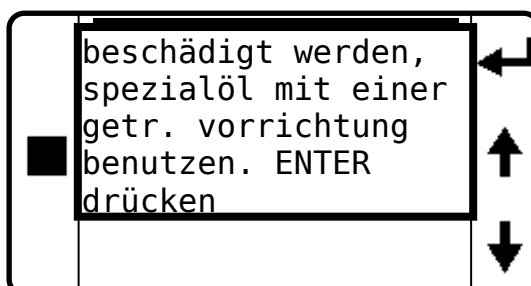 beschädigt werden,
spezialöl mit einer
getr. vorrichtung
benutzen. ENTER
drücken